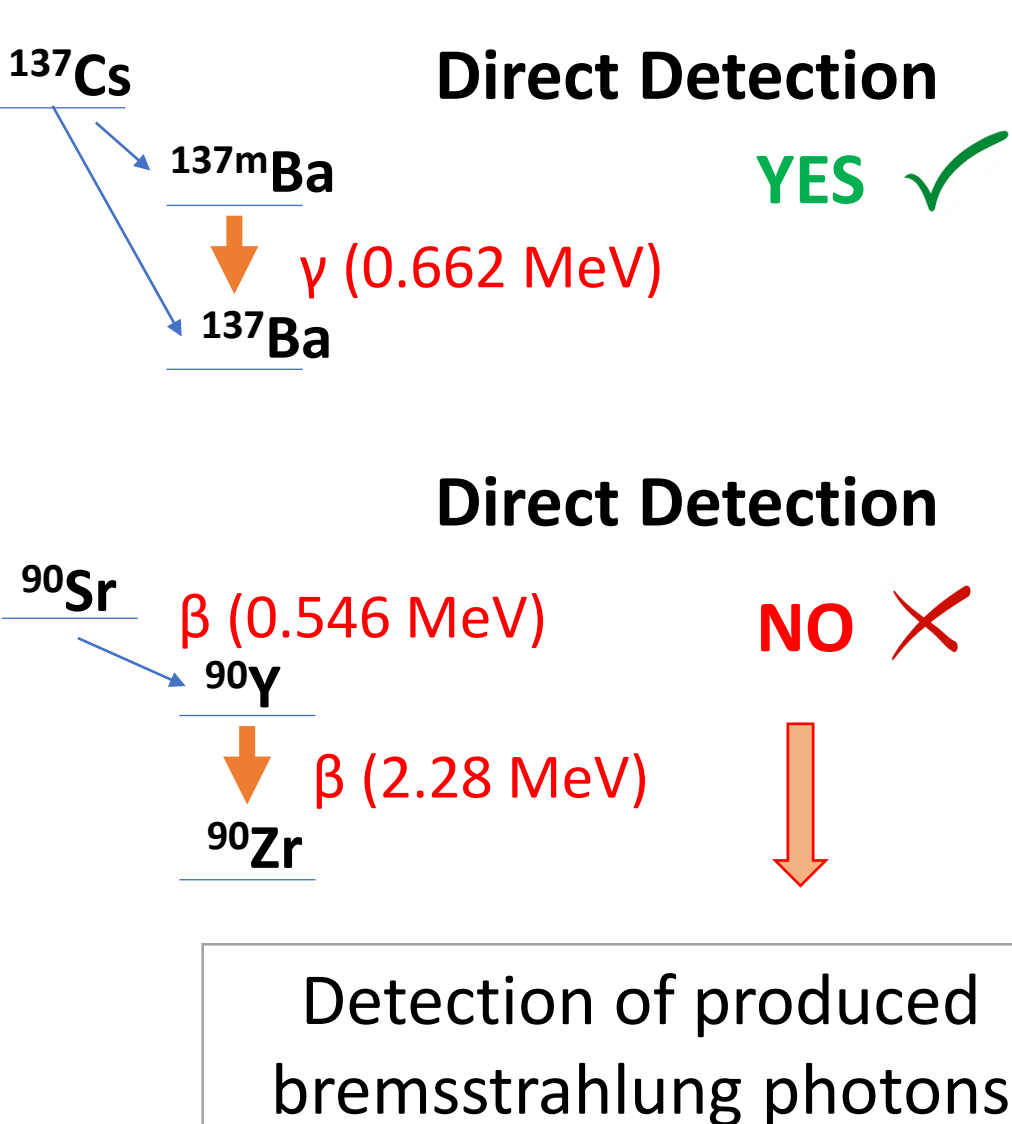 ¹³⁷Cs
Direct Detection
¹³⁷ᵐBa
YES
γ (0.662 MeV)
¹³⁷Ba
Direct Detection
⁹⁰Sr
β (0.546 MeV)
NO
⁹⁰Y
β (2.28 MeV)
⁹⁰Zr
Detection of produced
bremsstrahlung photons